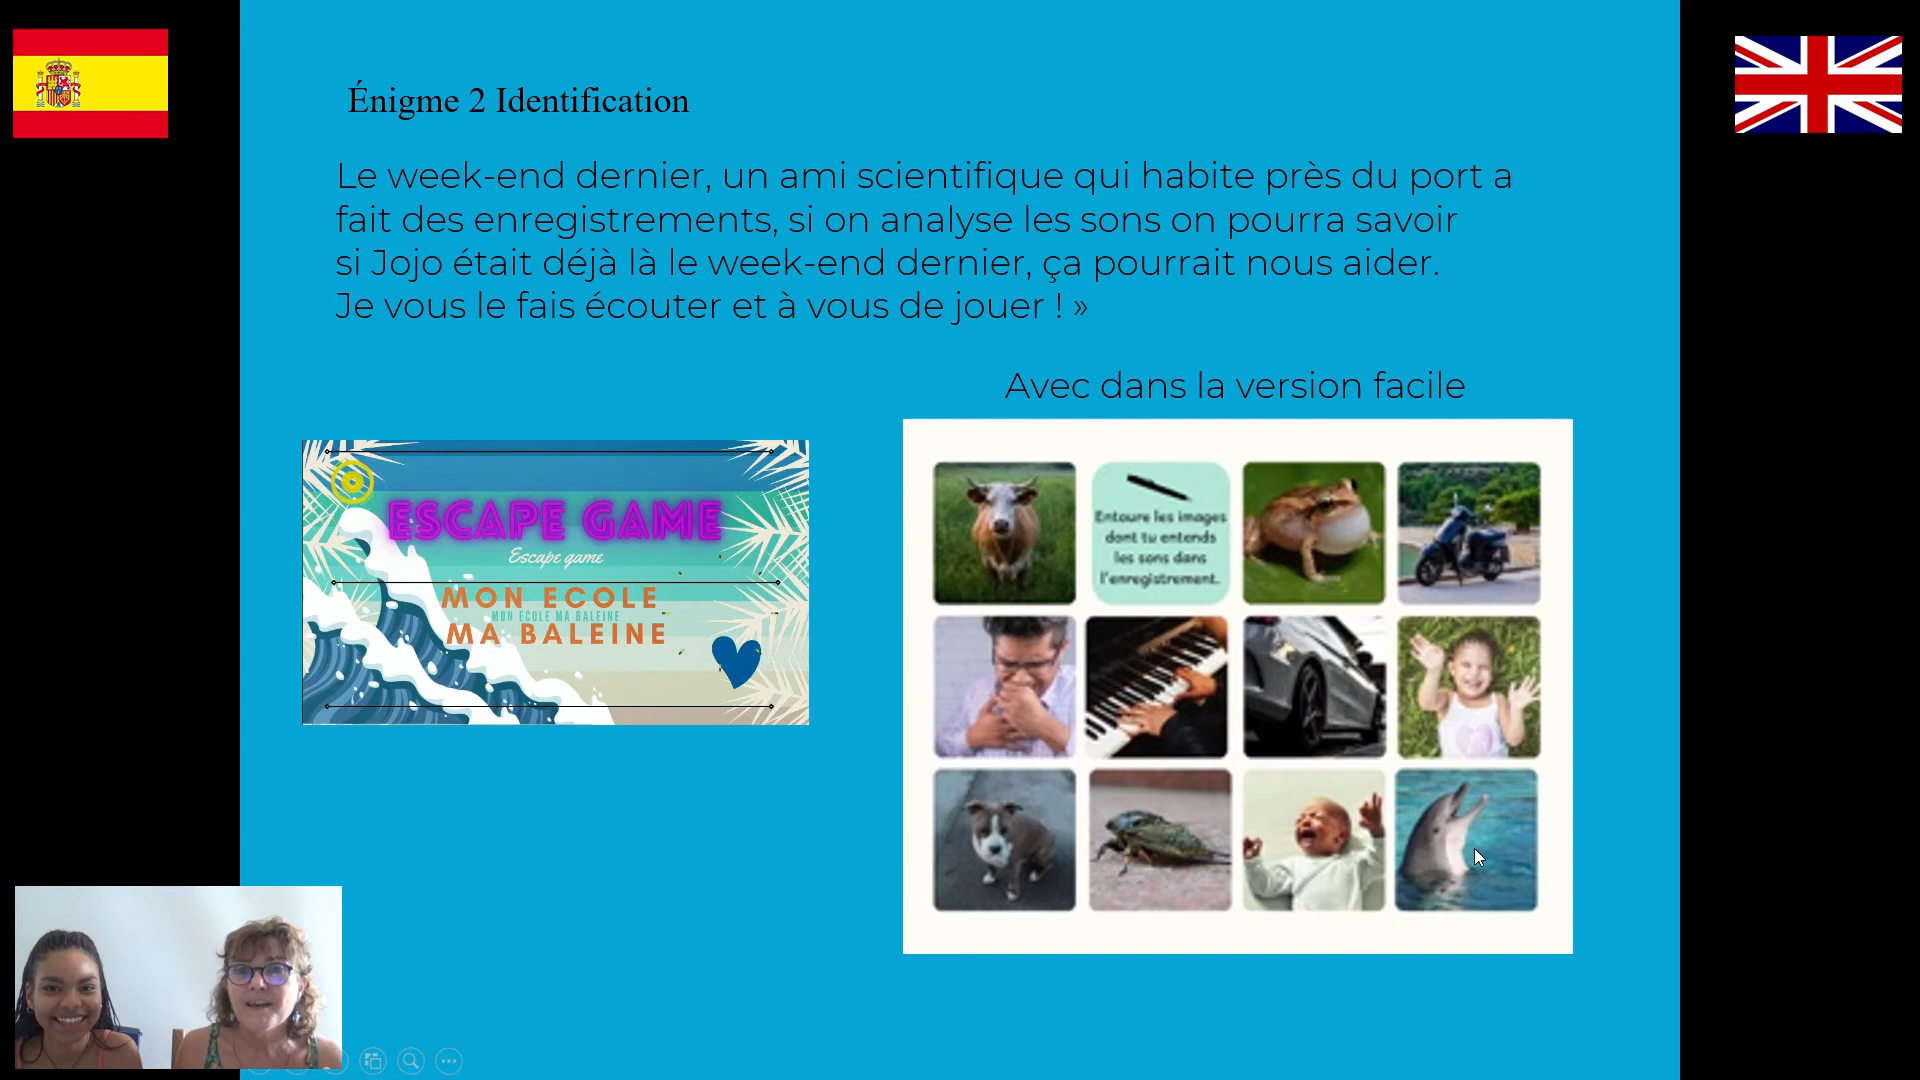 Énigme 2 Identification
Le week-end dernier, un ami scientifique qui habite près du port a
fait des enregistrements, si on analyse les sons on pourra savoir
si Jojo était déjà là le week-end dernier, ça pourrait nous aider.
Je vous le fais écouter et à vous de jouer ! »
Avec dans la version facile
ESCAPE GAME
Escape game
MON ECOLE
MON ECOLE MA BALEINE
MA BALEINE
Entoure les images
dont tu entends
les sons dans
l'enregistrement.